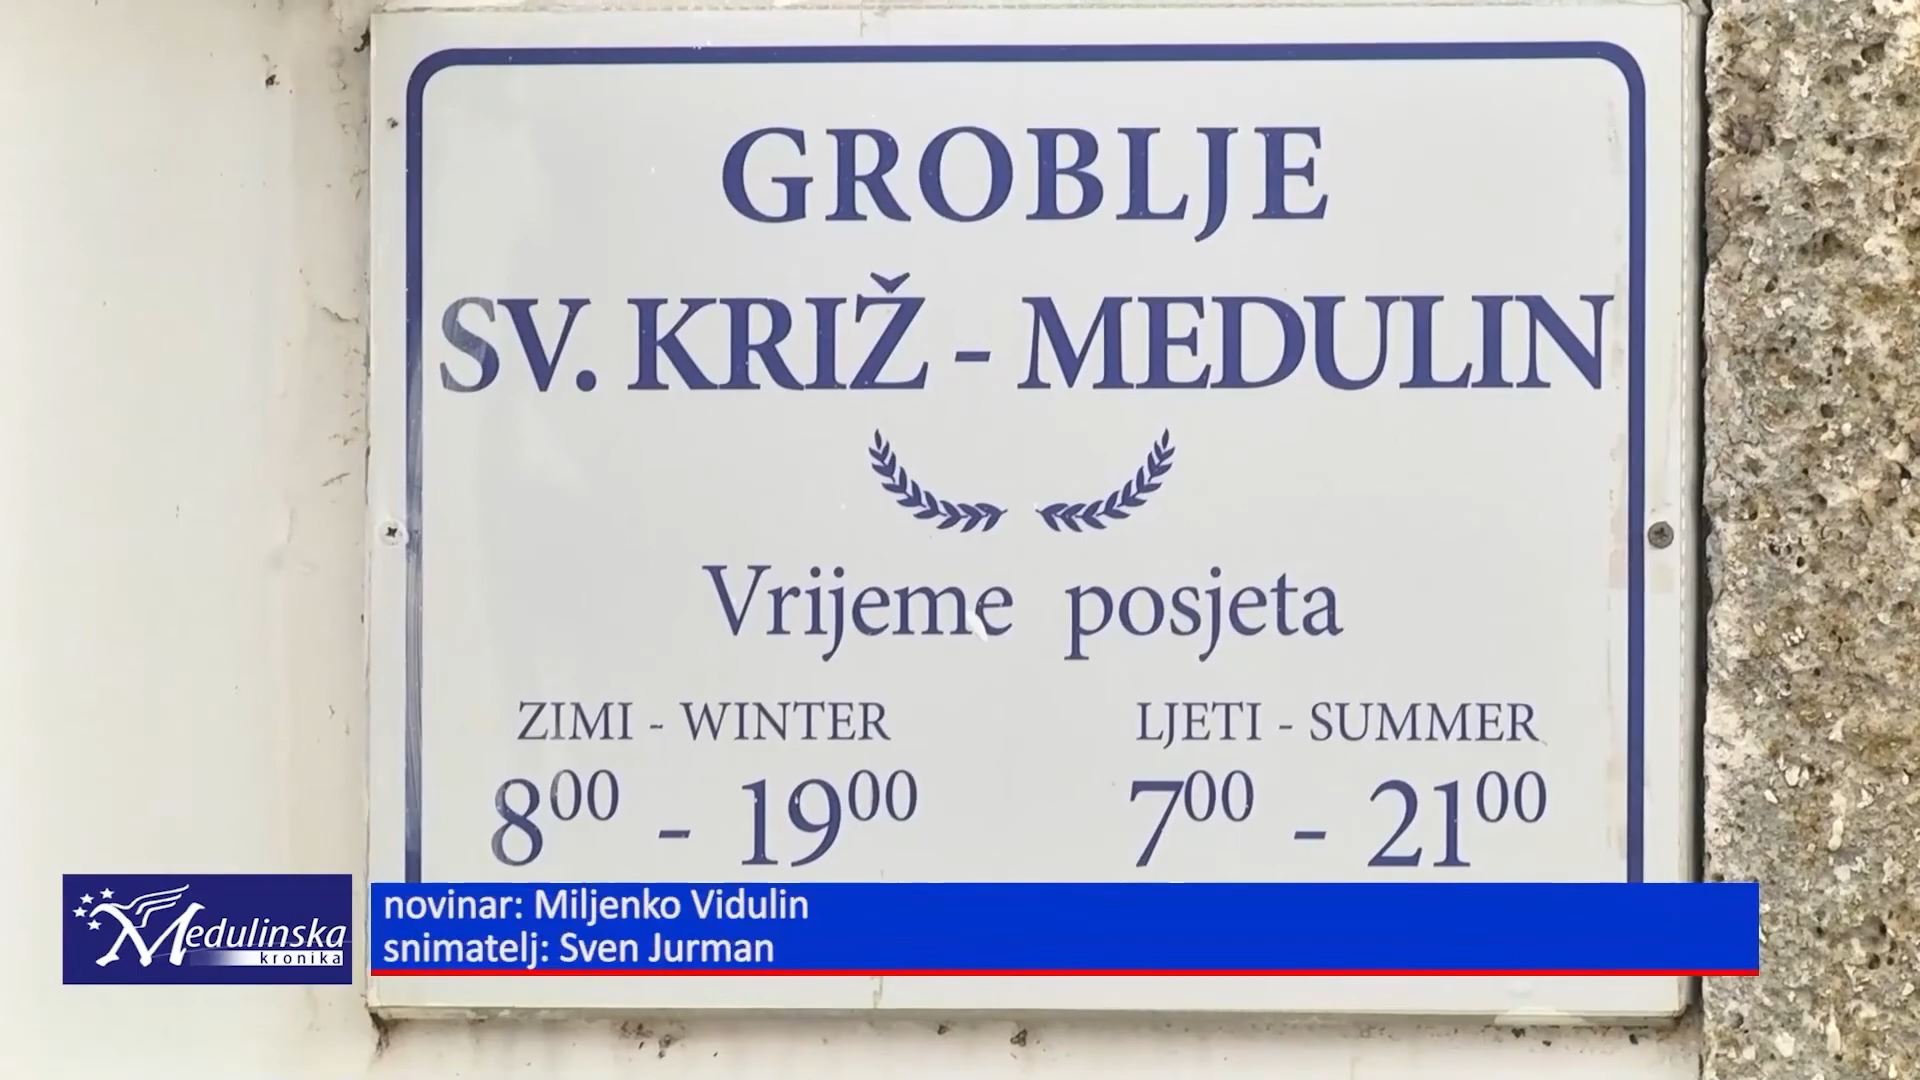 GROBLJE
SV. KRIŽ - MEDULIN
Vrijeme posjeta
ZIMI - WINTER
LJETI - SUMMER
8⁰⁰ - 19⁰⁰
7⁰⁰ - 21⁰⁰
Medulinska
kronika
novinar: Miljenko Vidulin
snimatelj: Sven Jurman